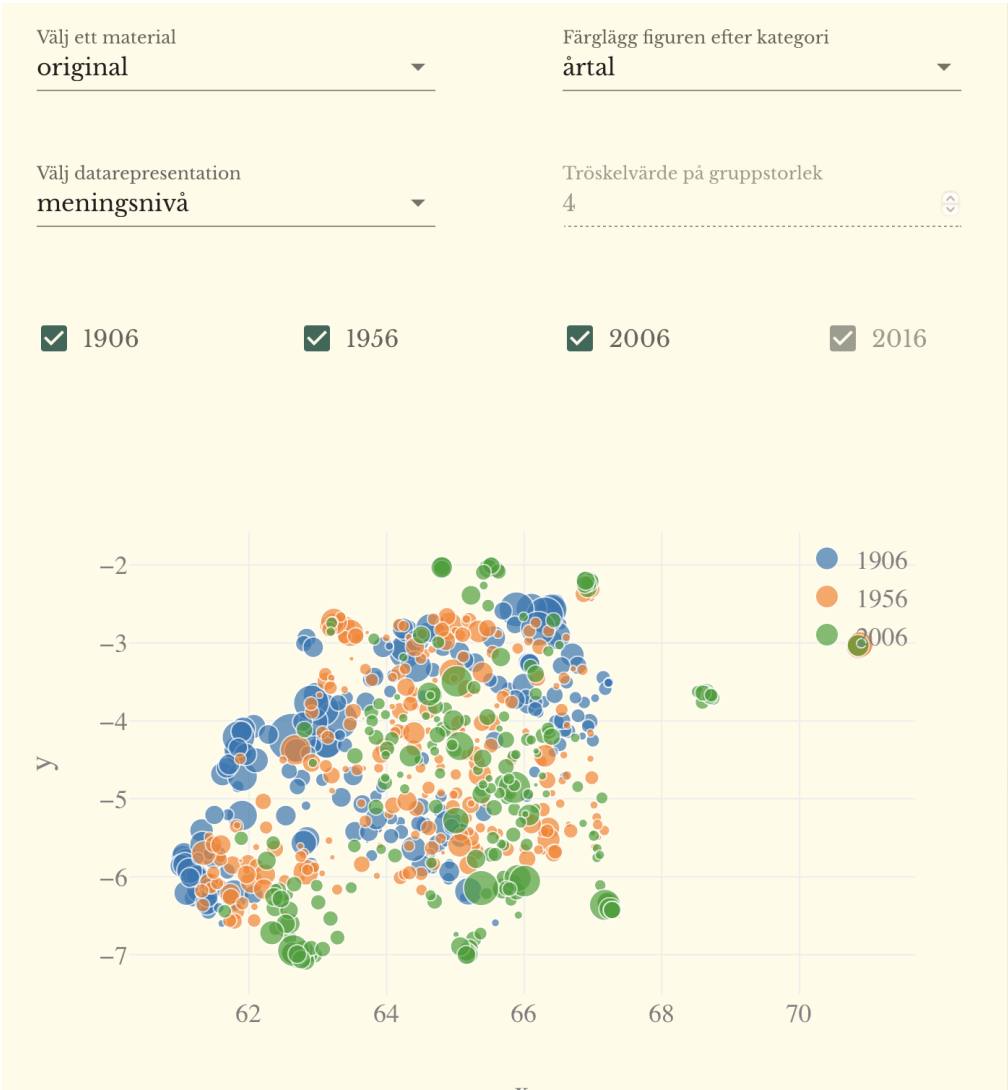 Välj ett material Färglägg figuren efter kategori
original årtal
Välj datarepresentation Tröskelvärde på gruppstorlek
meningsnivå 4
1906 1956 2006 2016
−2
−3
−4
−5
−6
−7
y
1906
1956
2006
62 64 66 68 70